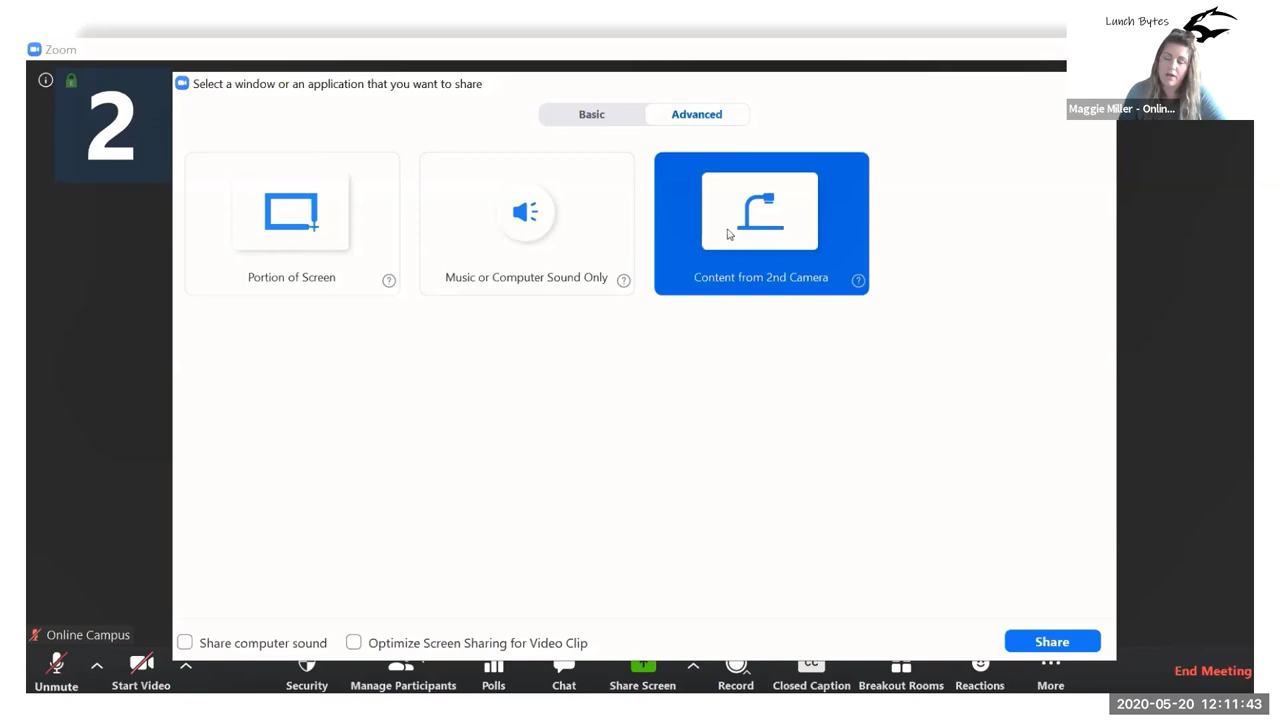 Lunch Bytes
Zoom
Maggie Miller - Onlin...
2
Select a window or an application that you want to share
Basic
Advanced
Portion of Screen
Music or Computer Sound Only
Content from 2nd Camera
Online Campus
Share computer sound
Optimize Screen Sharing for Video Clip
Share
Unmute
Start Video
Security
Manage Participants
Polls
Chat
Share Screen
Record
CC
Closed Caption
Breakout Rooms
Reactions
More
End Meeting
2020-05-20 12:11:43